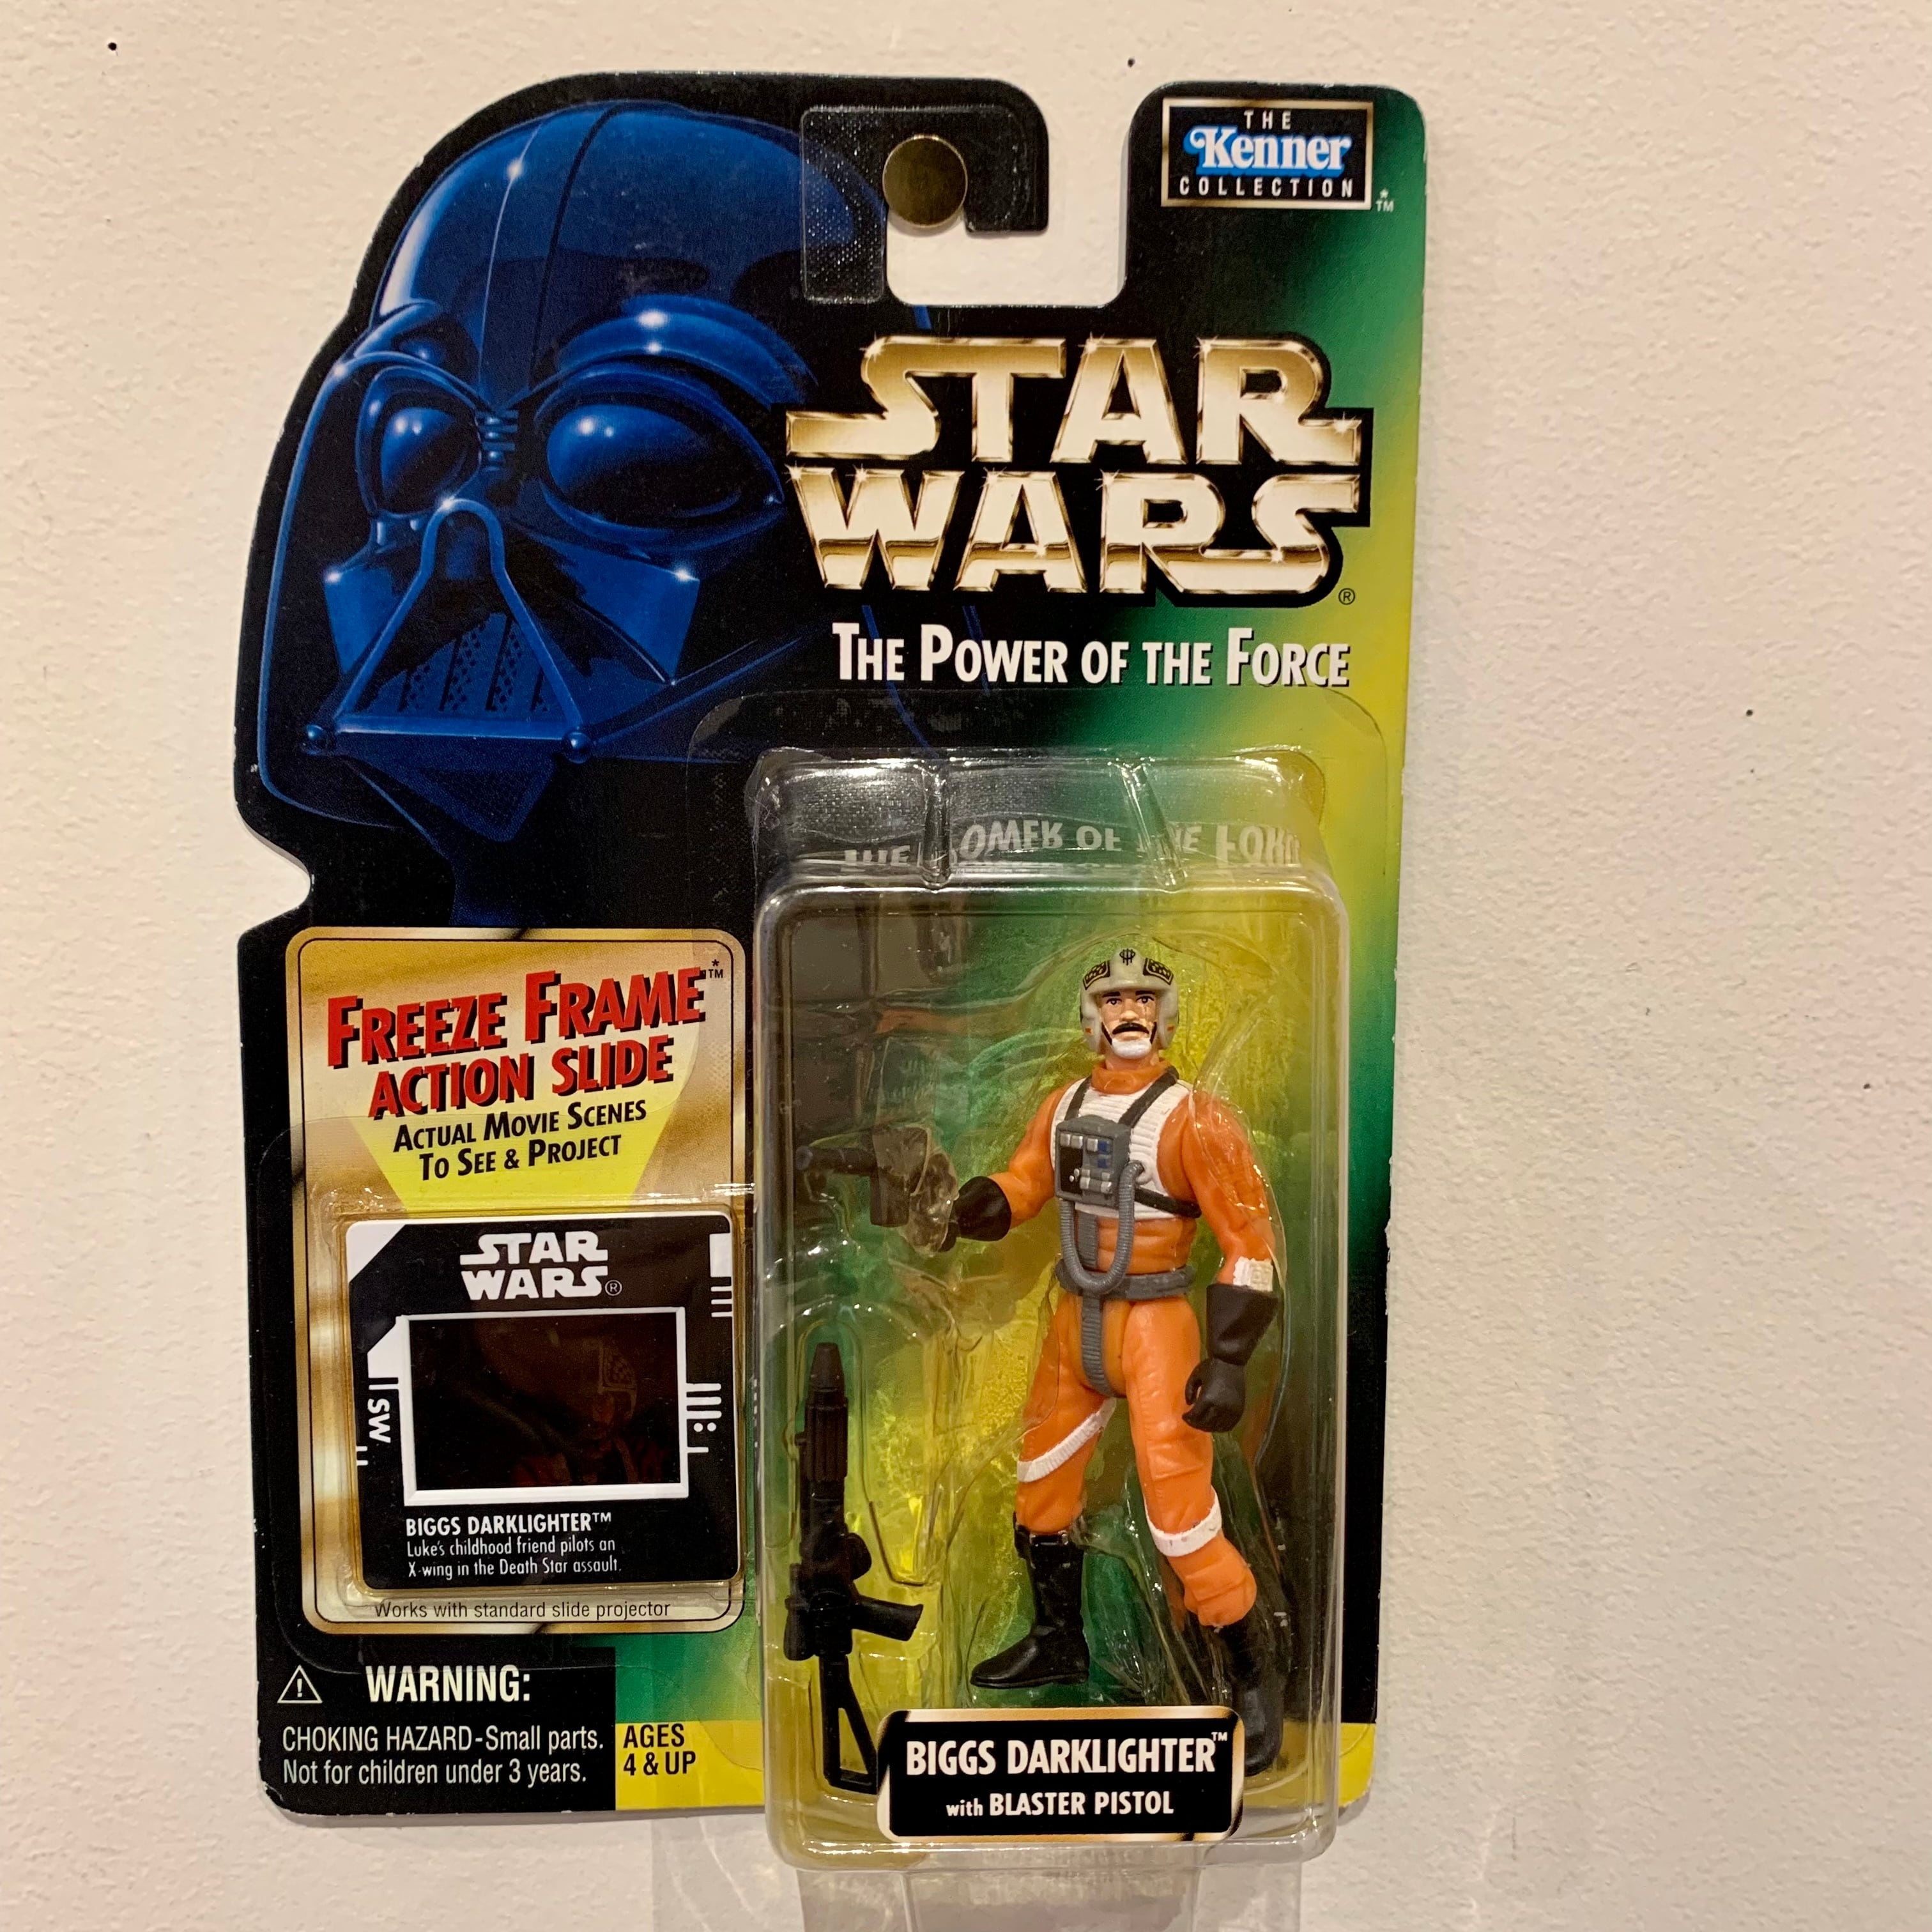 THE
Kenner
COLLECTION
*
TM
STAR
WARS
®
THE POWER OF THE FORCE
FREEZE FRAME
*
TM
ACTION SLIDE
ACTUAL MOVIE SCENES
TO SEE & PROJECT
STAR
WARS®
SW
BIGGS DARKLIGHTER™
Luke's childhood friend pilots an
X-wing in the Death Star assault.
Works with standard slide projector
WARNING:
CHOKING HAZARD-Small parts.
Not for children under 3 years.
AGES
4 & UP
BIGGS DARKLIGHTER™
with BLASTER PISTOL